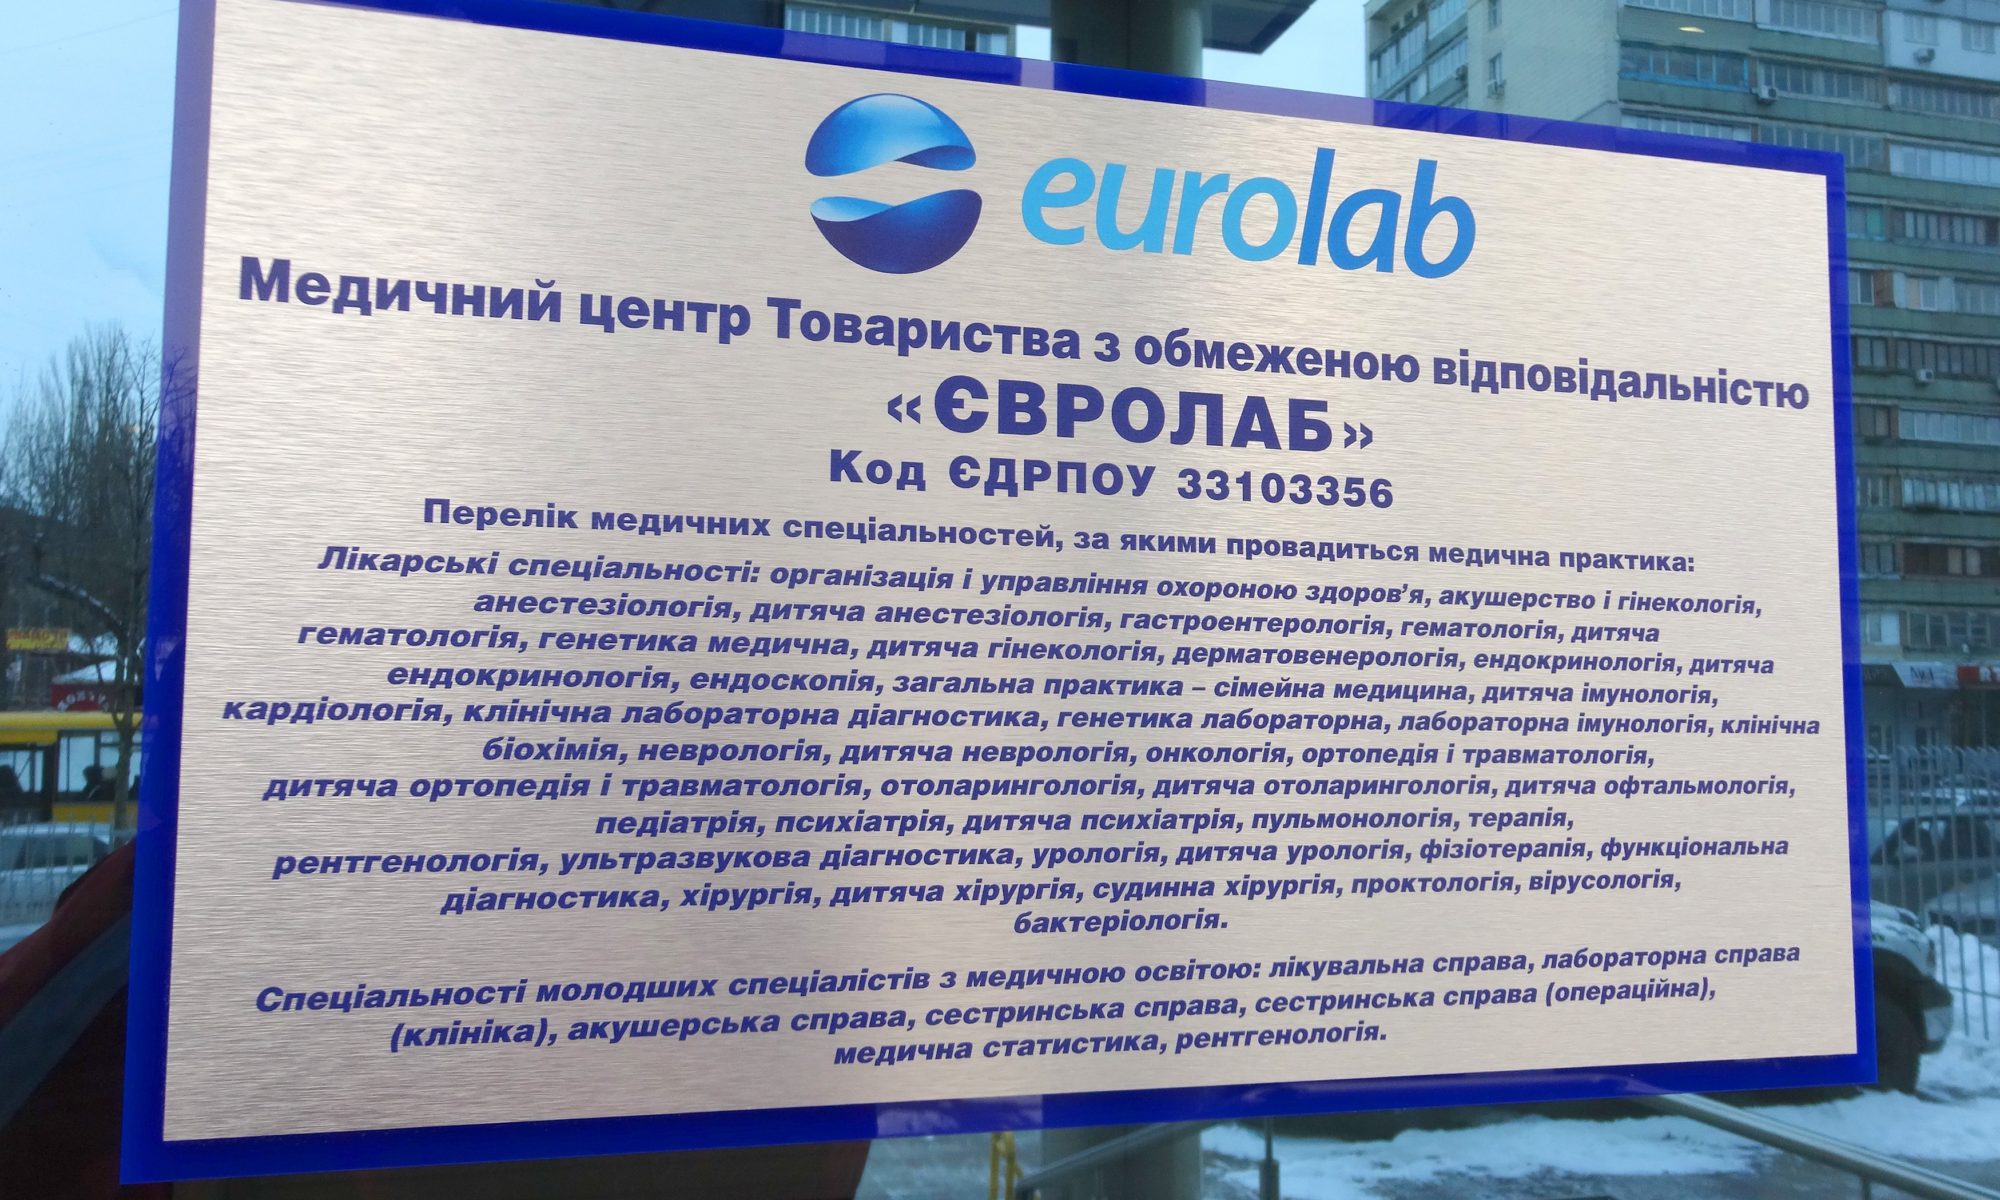 eurolab
Медичний центр Товариства з обмеженою відповідальністю
«ЄВРОЛАБ»
Код ЄДРПОУ 33103356
Перелік медичних спеціальностей, за якими провадиться медична практика:
Лікарські спеціальності: організація і управління охороною здоров’я, акушерство і гінекологія,
анестезіологія, дитяча анестезіологія, гастроентерологія, гематологія, дитяча
гематологія, генетика медична, дитяча гінекологія, дерматовенерологія, ендокринологія, дитяча
ендокринологія, ендоскопія, загальна практика – сімейна медицина, дитяча імунологія,
кардіологія, клінічна лабораторна діагностика, генетика лабораторна, лабораторна імунологія, клінічна
біохімія, неврологія, дитяча неврологія, онкологія, ортопедія і травматологія,
дитяча ортопедія і травматологія, отоларингологія, дитяча отоларингологія, дитяча офтальмологія,
педіатрія, психіатрія, дитяча психіатрія, пульмонологія, терапія,
рентгенологія, ультразвукова діагностика, урологія, дитяча урологія, фізіотерапія, функціональна
діагностика, хірургія, дитяча хірургія, судинна хірургія, проктологія, вірусологія,
бактеріологія.
Спеціальності молодших спеціалістів з медичною освітою: лікувальна справа, лабораторна справа
(клініка), акушерська справа, сестринська справа, сестринська справа (операційна),
медична статистика, рентгенологія.